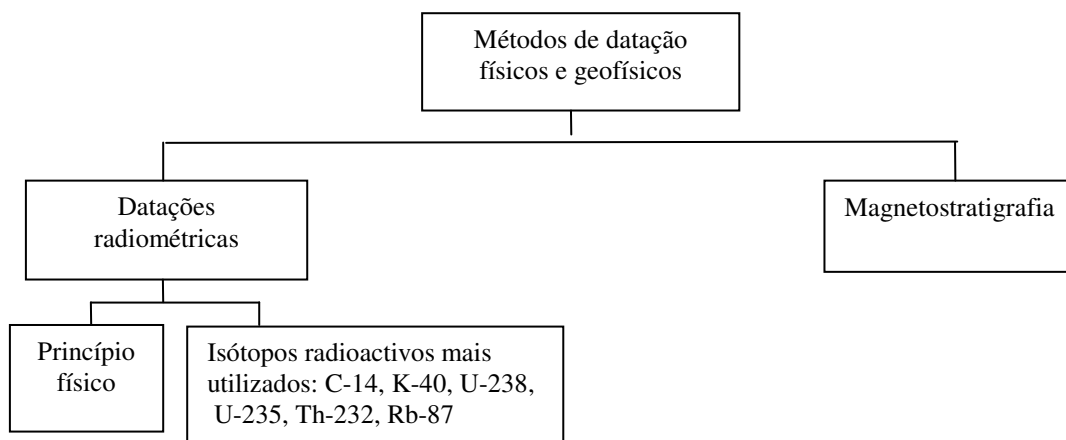 Métodos de datação
físicos e geofísicos
Datações
radiométricas
Magnetostratigrafia
Princípio
físico
Isótopos radioactivos mais
utilizados: C-14, K-40, U-238,
U-235, Th-232, Rb-87